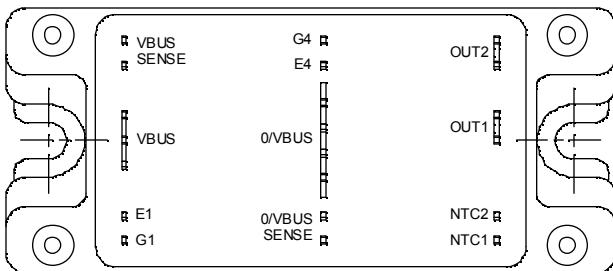 VBUS
SENSE
G4
E4
OUT2
VBUS
0/VBUS
OUT1
E1
G1
0/VBUS
SENSE
NTC2
NTC1